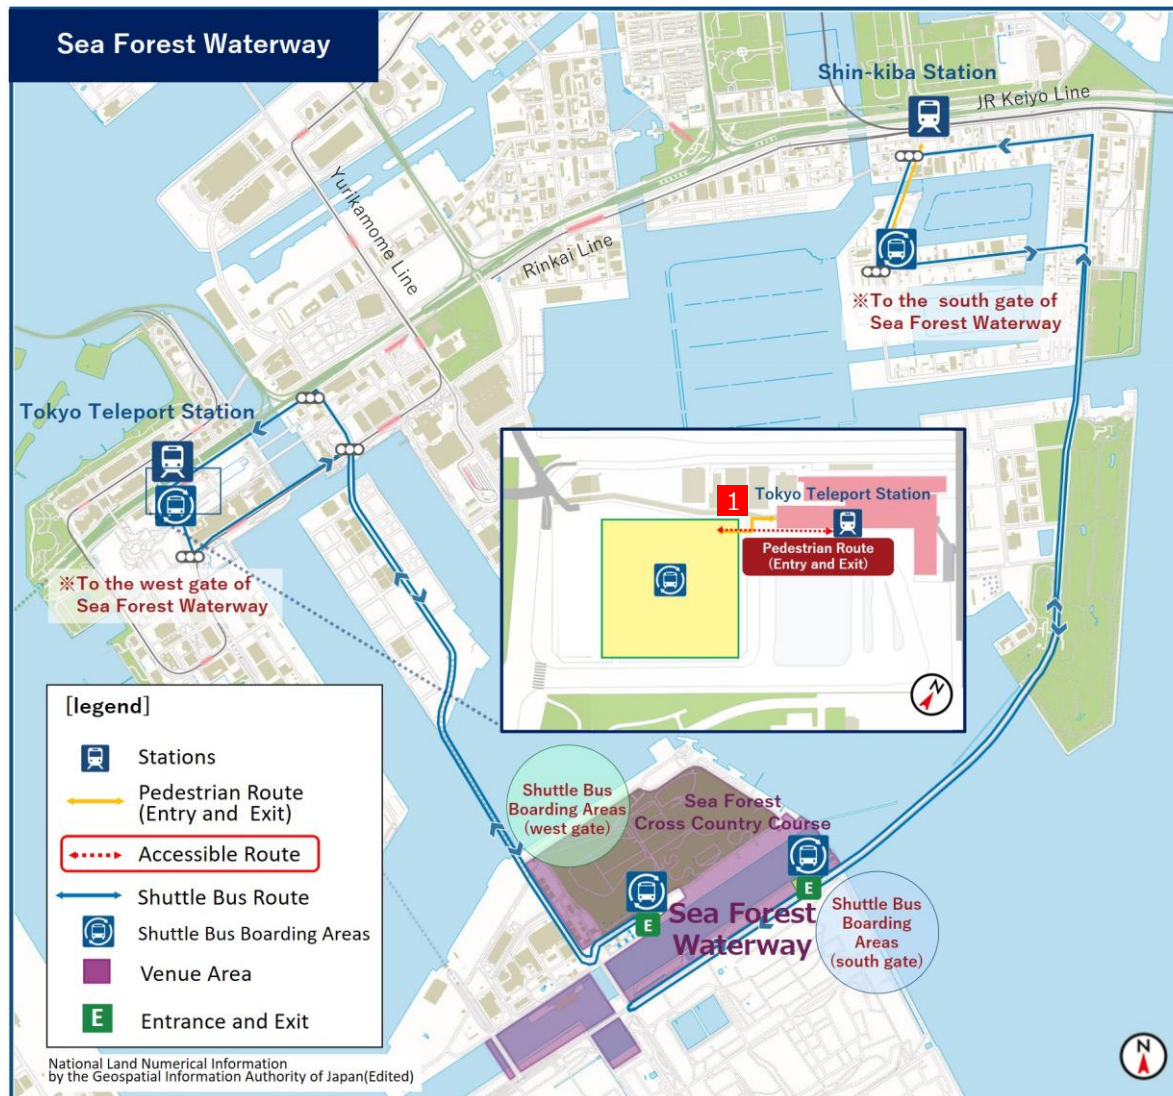 Sea Forest Waterway
Shin-kiba Station
JR Keiyo Line
Yurikamome Line
Rinkai Line
※To the south gate of
Sea Forest Waterway
Tokyo Teleport Station
※To the west gate of
Sea Forest Waterway
1
Tokyo Teleport Station
Pedestrian Route
(Entry and Exit)
N
[legend]
Stations
Pedestrian Route
(Entry and Exit)
Accessible Route
Shuttle Bus Route
Shuttle Bus Boarding Areas
Venue Area
E
Entrance and Exit
Shuttle Bus
Boarding Areas
(west gate)
Sea Forest
Cross Country Course
E
E
Sea Forest
Waterway
Shuttle Bus
Boarding
Areas
(south gate)
National Land Numerical Information
by the Geospatial Information Authority of Japan(Edited)
N